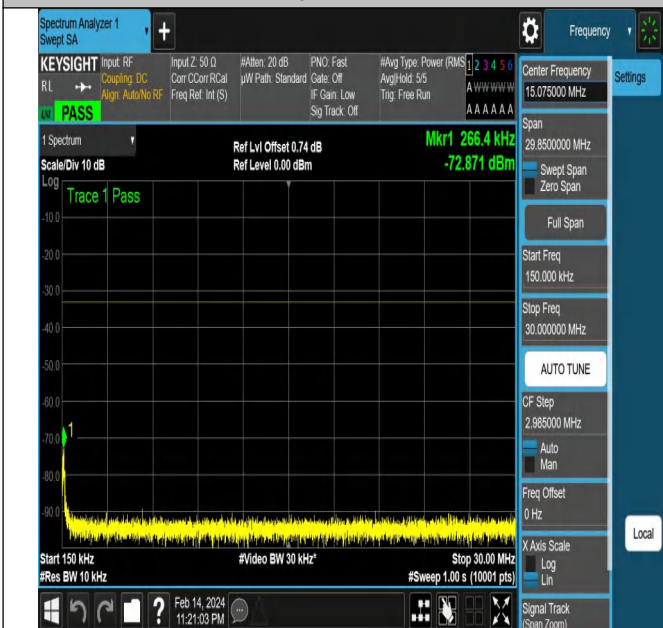 Spectrum Analyzer 1
Swept SA
+
Frequency
KEYSIGHT
RL
LXI
PASS
Input: RF
Coupling: DC
Align: Auto/No RF
Input Z: 50 Ω
Corr CCorr RCal
Freq Ref: Int (S)
#Atten: 20 dB
µW Path: Standard
PNO: Fast
Gate: Off
IF Gain: Low
Sig Track: Off
#Avg Type: Power (RMS
Avg|Hold: 5/5
Trig: Free Run
1 2 3 4 5 6
A W W W W W
A A A A A A
1 Spectrum
Scale/Div 10 dB
Log
Ref Lvl Offset 0.74 dB
Ref Level 0.00 dBm
Mkr1 266.4 kHz
-72.871 dBm
Trace 1 Pass
-10.0
-20.0
-30.0
-40.0
-50.0
-60.0
-70.0
-80.0
-90.0
1
Start 150 kHz
#Res BW 10 kHz
#Video BW 30 kHz*
Stop 30.00 MHz
#Sweep 1.00 s (10001 pts)
Feb 14, 2024
11:21:03 PM
Center Frequency
15.075000 MHz
Settings
Span
29.8500000 MHz
Swept Span
Zero Span
Full Span
Start Freq
150.000 kHz
Stop Freq
30.000000 MHz
AUTO TUNE
CF Step
2.985000 MHz
Auto
Man
Freq Offset
0 Hz
X Axis Scale
Log
Lin
Local
Signal Track
(Span Zoom)